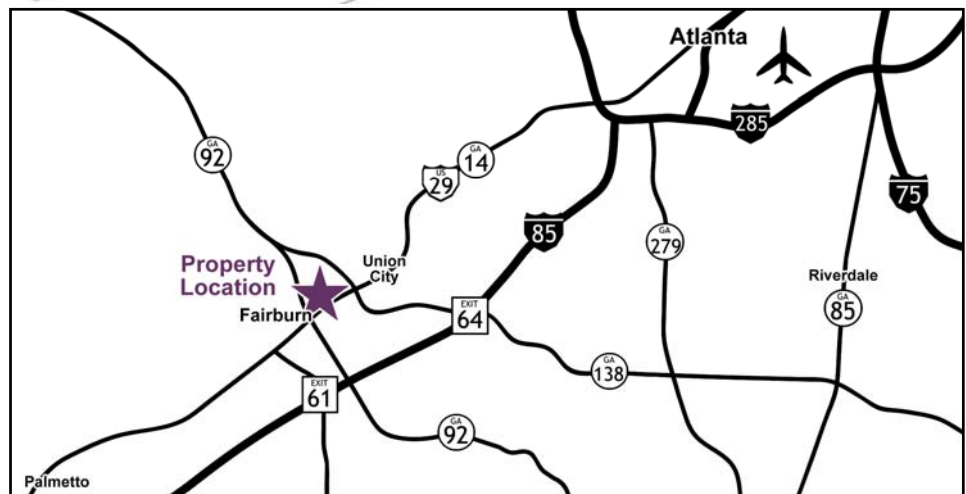 Atlanta
GA
92
285
GA
14
US
29
75
85
GA
279
Union
City
Property
Location
Riverdale
GA
85
Fairburn
EXIT
64
GA
138
EXIT
61
GA
92
Palmetto